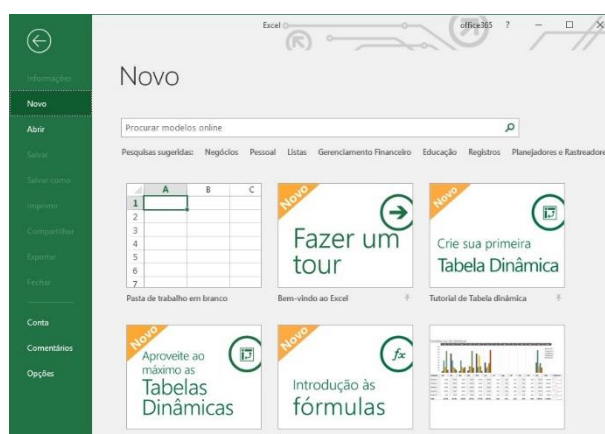 Excel
office365 ?
Informações
Novo
Abrir
Salvar
Salvar como
Imprimir
Compartilhar
Exportar
Fechar
Conta
Comentários
Opções
Novo
Procurar modelos online
Pesquisas sugeridas: Negócios Pessoal Listas Gerenciamento Financeiro Educação Registros Planejadores e Rastreadores
A B C
1
2
3
4
5
6
7
Pasta de trabalho em branco
Novo
Fazer um
tour
Bem-vindo ao Excel
Novo
Crie sua primeira
Tabela Dinâmica
Tutorial de Tabela dinâmica
Novo
Aproveite ao
máximo as
Tabelas
Dinâmicas
Novo
fx
Introdução às
fórmulas